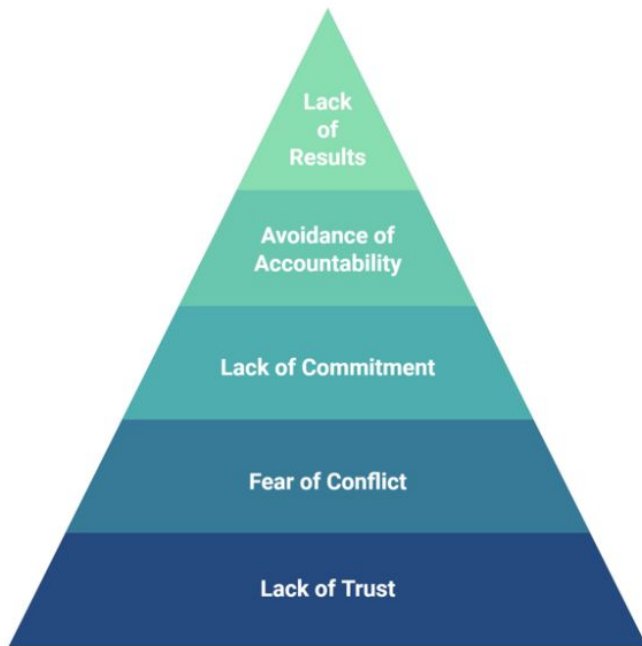 Lack
of
Results
Avoidance of
Accountability
Lack of Commitment
Fear of Conflict
Lack of Trust